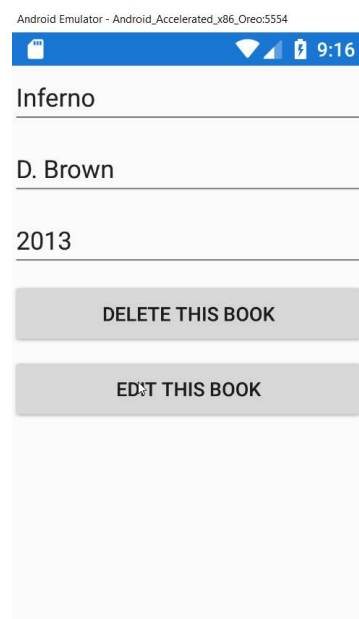 Android Emulator - Android_Accelerated_x86_Oreo:5554
9:16
Inferno
D. Brown
2013
DELETE THIS BOOK
EDIT THIS BOOK